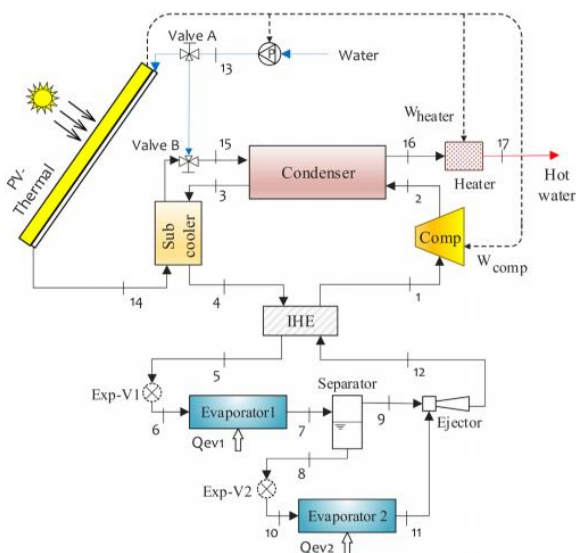 Valve A
13
P
Water
PV-
Thermal
Valve B
15
16
Wheater
17
Condenser
Heater
Hot
water
3
2
Sub
cooler
Comp
Wcomp
14
4
1
IHE
5
12
Exp-V1
Separator
Evaporator1
9
Ejector
6
7
Qev1
8
Exp-V2
Evaporator 2
10
11
Qev2